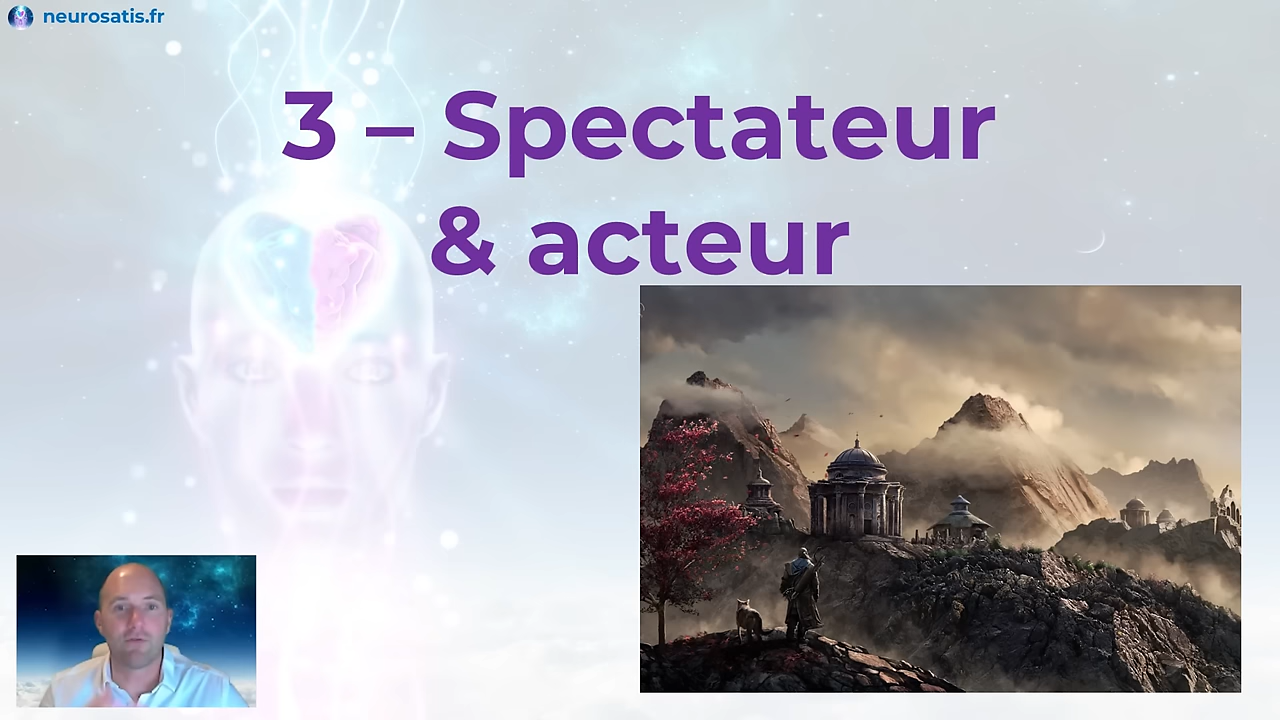 neurosatis.fr
3 – Spectateur
& acteur